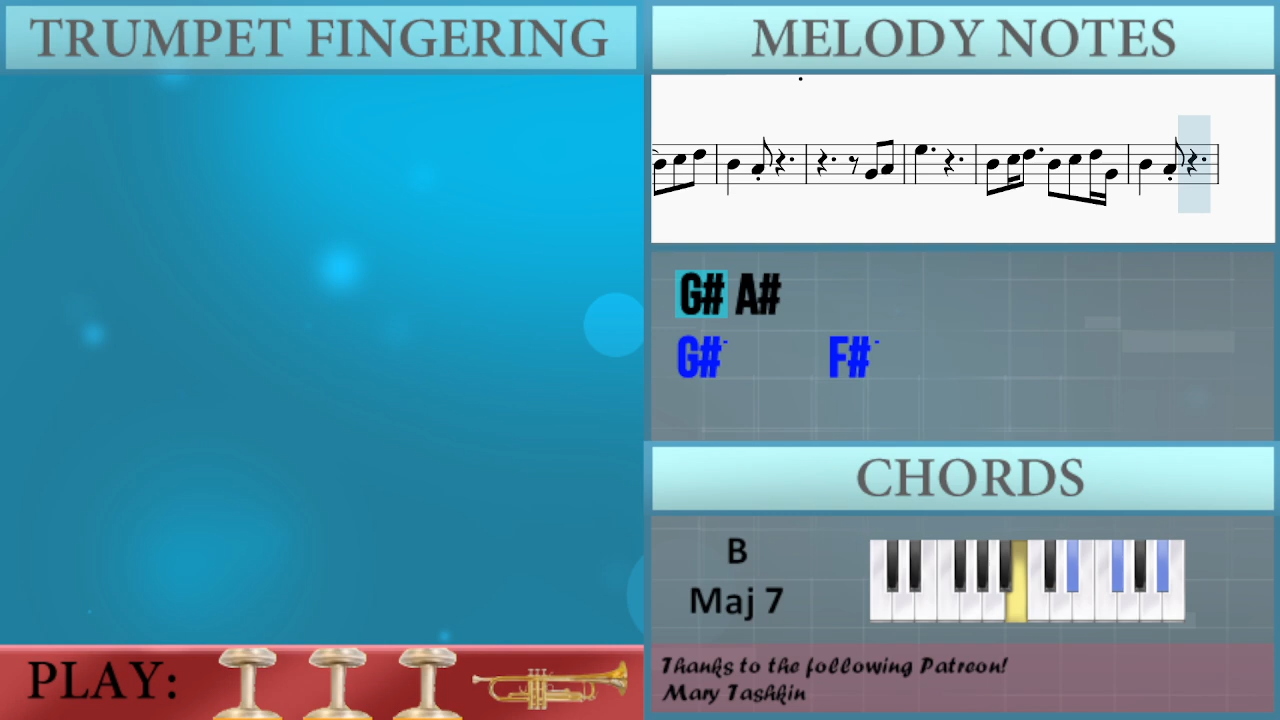 TRUMPET FINGERING
MELODY NOTES
G# A#
G#- F#-
CHORDS
B
Maj 7
PLAY:
Thanks to the following Patreon!
Mary Tashkin